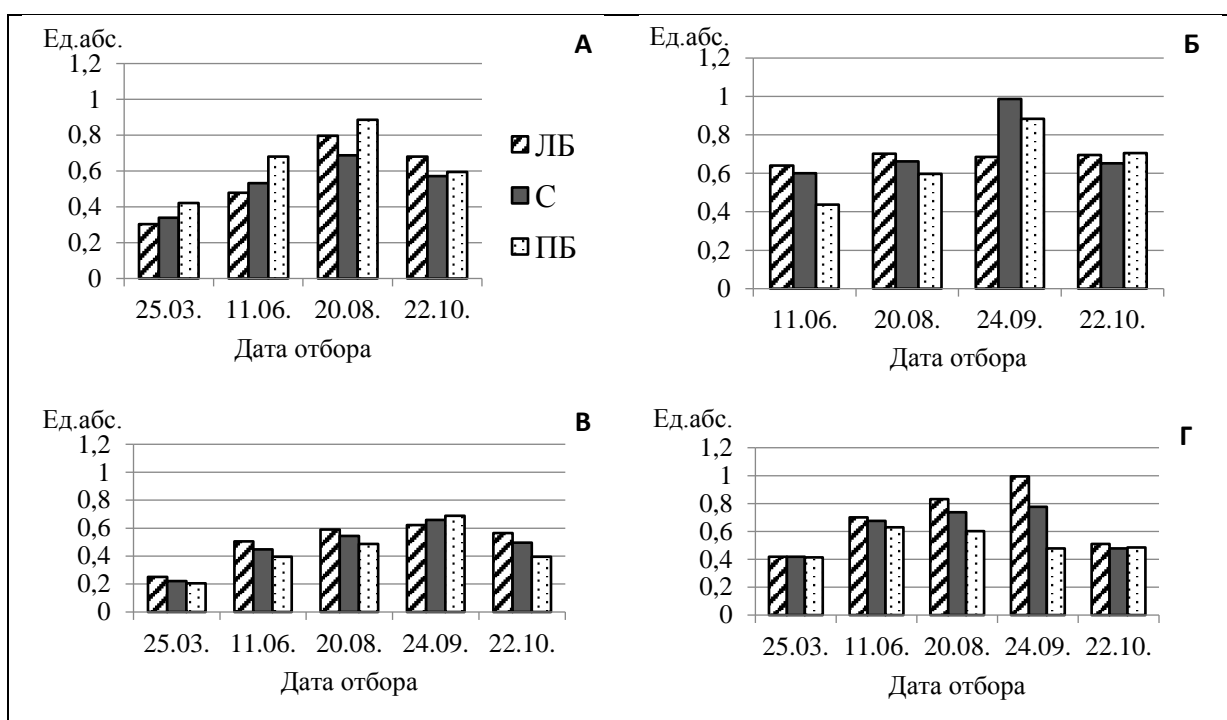 Ед.абс.
А
1,2
1
0,8
0,6
0,4
0,2
0
25.03. 11.06. 20.08. 22.10.
Дата отбора
ЛБ
С
ПБ
Ед.абс.
Б
1,2
1
0,8
0,6
0,4
0,2
0
11.06. 20.08. 24.09. 22.10.
Дата отбора
Ед.абс.
В
1,2
1
0,8
0,6
0,4
0,2
0
25.03. 11.06. 20.08. 24.09. 22.10.
Дата отбора
Ед.абс.
Г
1,2
1
0,8
0,6
0,4
0,2
0
25.03. 11.06. 20.08. 24.09. 22.10.
Дата отбора